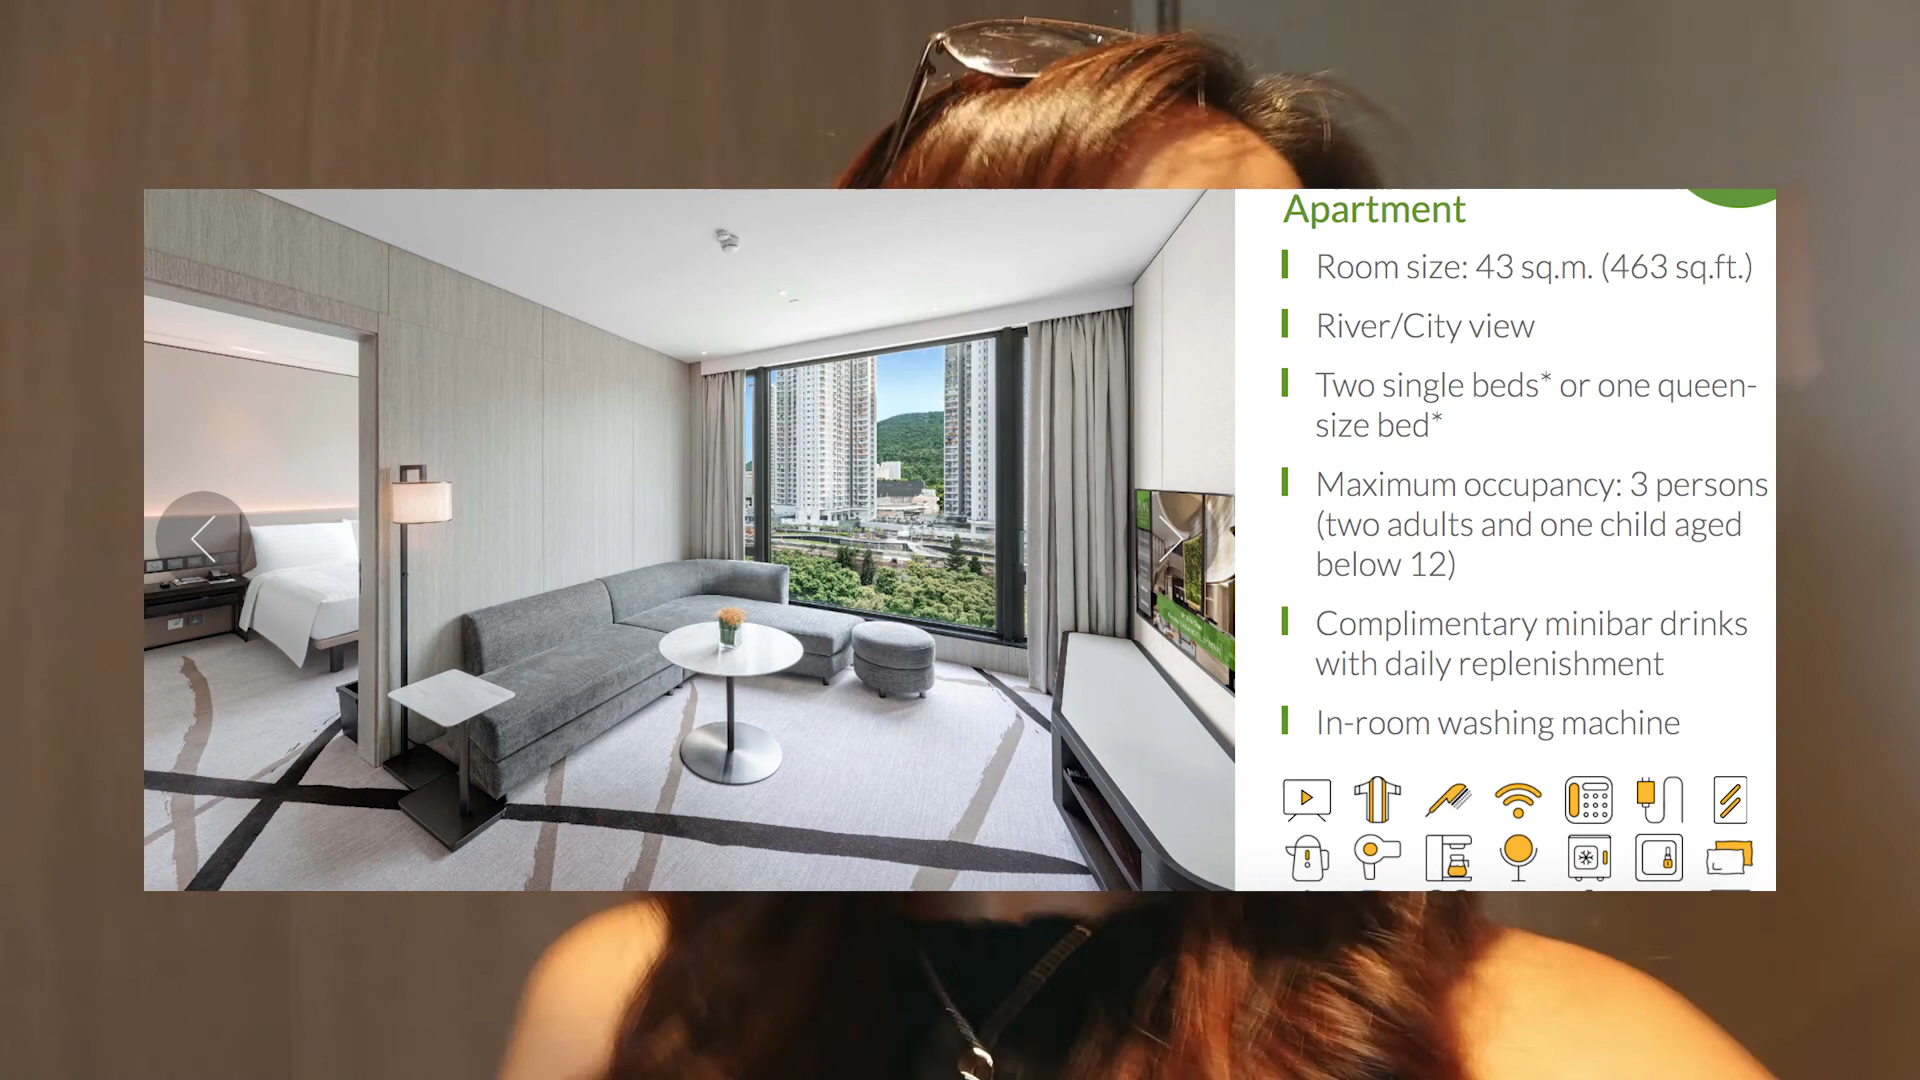 Apartment
Room size: 43 sq.m. (463 sq.ft.)
River/City view
Two single beds* or one queen-
size bed*
Maximum occupancy: 3 persons
(two adults and one child aged
below 12)
Complimentary minibar drinks
with daily replenishment
In-room washing machine